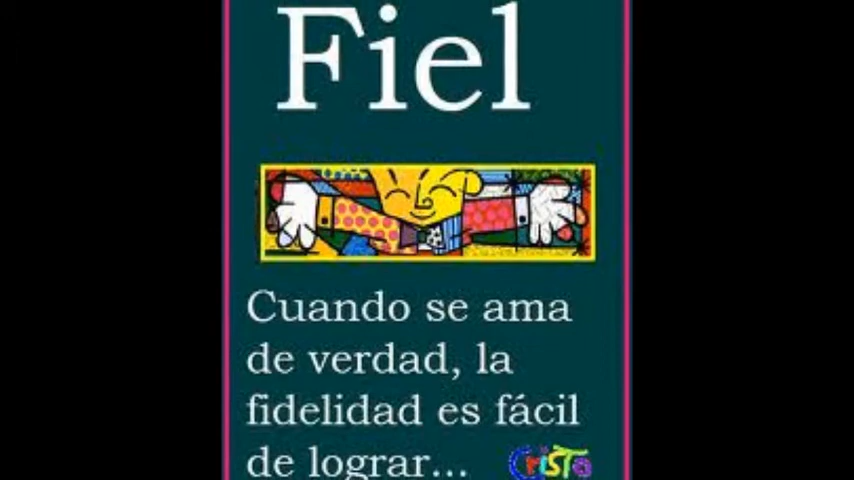 Fiel
Cuando se ama
de verdad, la
fidelidad es fácil
de lograr...
Cristo